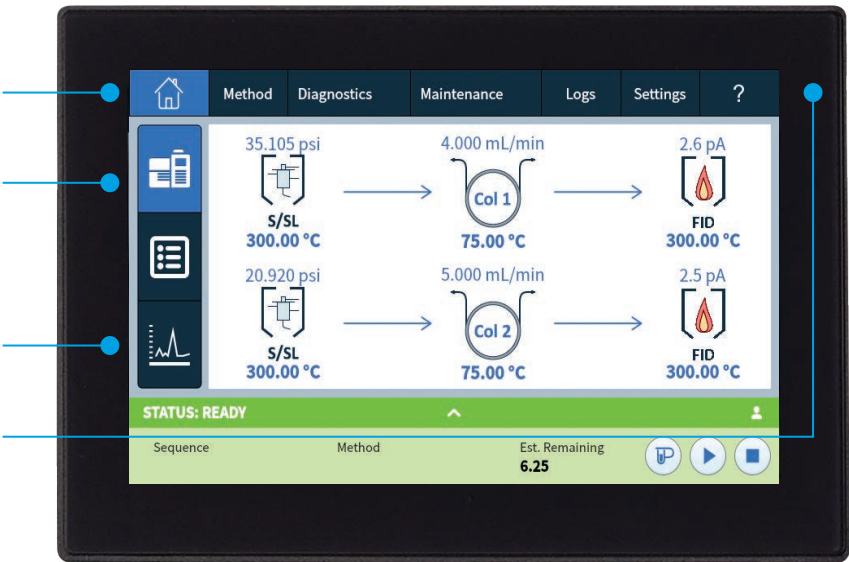 Method Diagnostics Maintenance Logs Settings ?
35.105 psi 4.000 mL/min 2.6 pA
Col 1
S/SL FID
300.00 °C 75.00 °C 300.00 °C
20.920 psi 5.000 mL/min 2.5 pA
Col 2
S/SL FID
300.00 °C 75.00 °C 300.00 °C
STATUS: READY
Sequence Method Est. Remaining
6.25